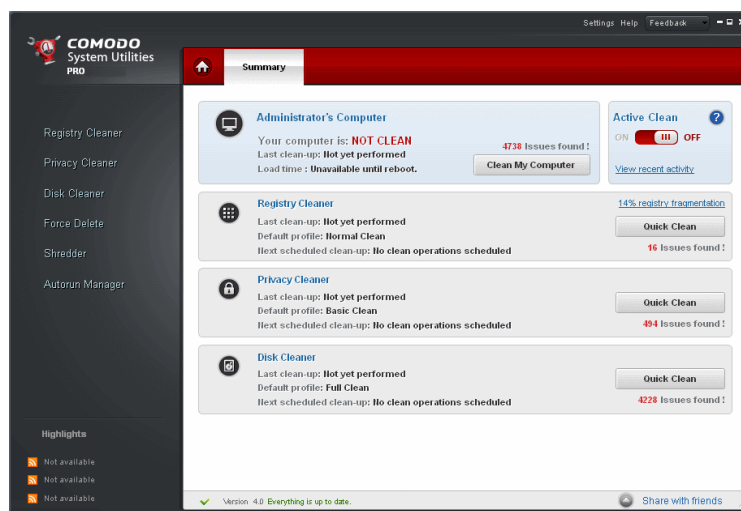 Settings Help Feedback
COMODO
System Utilities
PRO
Summary
Registry Cleaner
Privacy Cleaner
Disk Cleaner
Force Delete
Shredder
Autorun Manager
Highlights
Not available
Not available
Not available
Administrator's Computer
Your computer is: NOT CLEAN
Last clean-up: Not yet performed
Load time : Unavailable until reboot.
4738 Issues found !
Clean My Computer
Active Clean ?
ON OFF
View recent activity
Registry Cleaner
Last clean-up: Not yet performed
Default profile: Normal Clean
Next scheduled clean-up: No clean operations scheduled
14% registry fragmentation
Quick Clean
16 Issues found !
Privacy Cleaner
Last clean-up: Not yet performed
Default profile: Basic Clean
Next scheduled clean-up: No clean operations scheduled
Quick Clean
494 Issues found !
Disk Cleaner
Last clean-up: Not yet performed
Default profile: Full Clean
Next scheduled clean-up: No clean operations scheduled
Quick Clean
4228 Issues found !
Version 4.0 Everything is up to date.
Share with friends